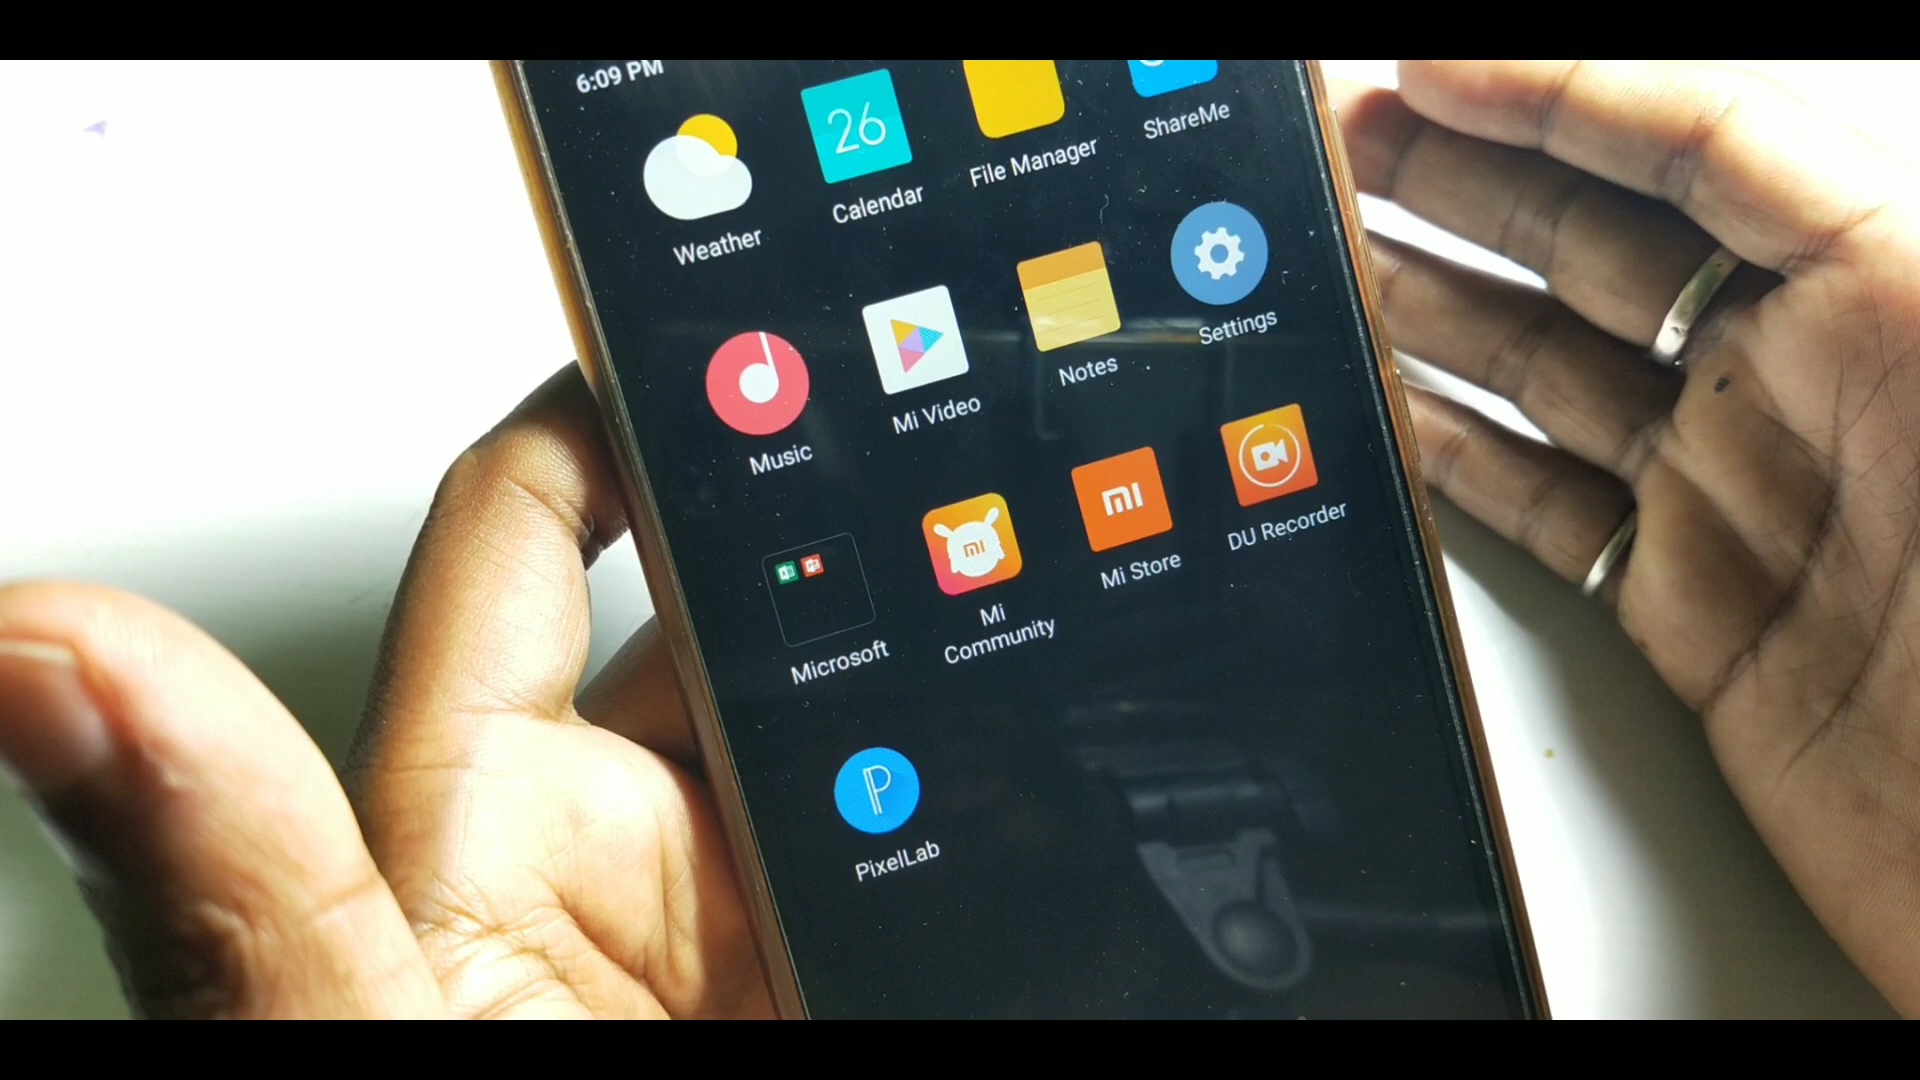 6:09 PM
26
Weather
Calendar
File Manager
ShareMe
Music
Mi Video
Notes
Settings
mi
mi
Microsoft
Mi
Community
Mi Store
DU Recorder
P
PixelLab